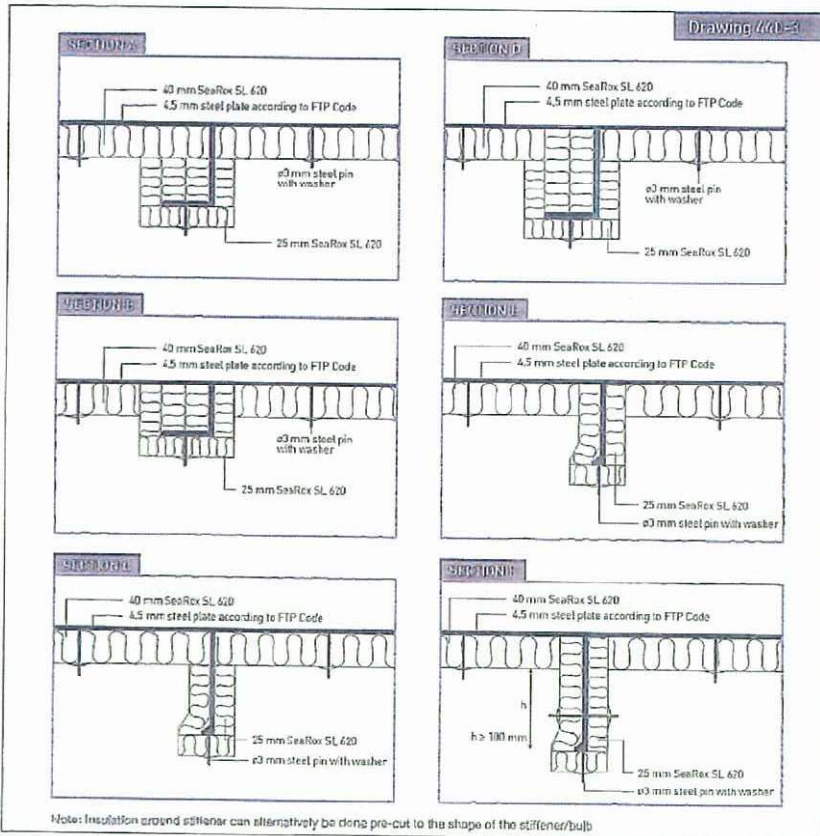 Drawing 440-3
SECTION A
40 mm SeaRox SL 620
4,5 mm steel plate according to FTP Code
ø3 mm steel pin
with washer
25 mm SeaRox SL 620
SECTION D
40 mm SeaRox SL 620
4,5 mm steel plate according to FTP Code
ø3 mm steel pin
with washer
25 mm SeaRox SL 620
SECTION B
40 mm SeaRox SL 620
4,5 mm steel plate according to FTP Code
ø3 mm steel pin
with washer
25 mm SeaRox SL 620
SECTION E
40 mm SeaRox SL 620
4,5 mm steel plate according to FTP Code
25 mm SeaRox SL 620
ø3 mm steel pin with washer
SECTION C
40 mm SeaRox SL 620
4,5 mm steel plate according to FTP Code
25 mm SeaRox SL 620
ø3 mm steel pin with washer
SECTION F
40 mm SeaRox SL 620
4,5 mm steel plate according to FTP Code
h
h ≥ 100 mm
25 mm SeaRox SL 620
ø3 mm steel pin with washer
Note: Insulation around stiffener can alternatively be done pre-cut to the shape of the stiffener/bulb